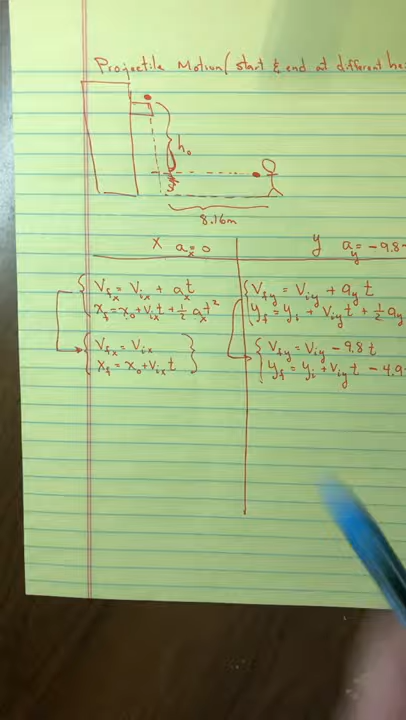 Projectile Motion (start & end at different he
h₀
8.16m
x aₓ = 0
y a_y = -9.8
V_fx = V_ix + aₓt
x_f = x₀ + V_ix t + ½ aₓt²
V_fx = V_ix
x_f = x₀ + V_ix t
V_fy = V_iy + a_y t
y_f = y_i + V_iy t + ½ a_y
V_fy = V_iy - 9.8 t
y_f = y_i + V_iy t - 4.9